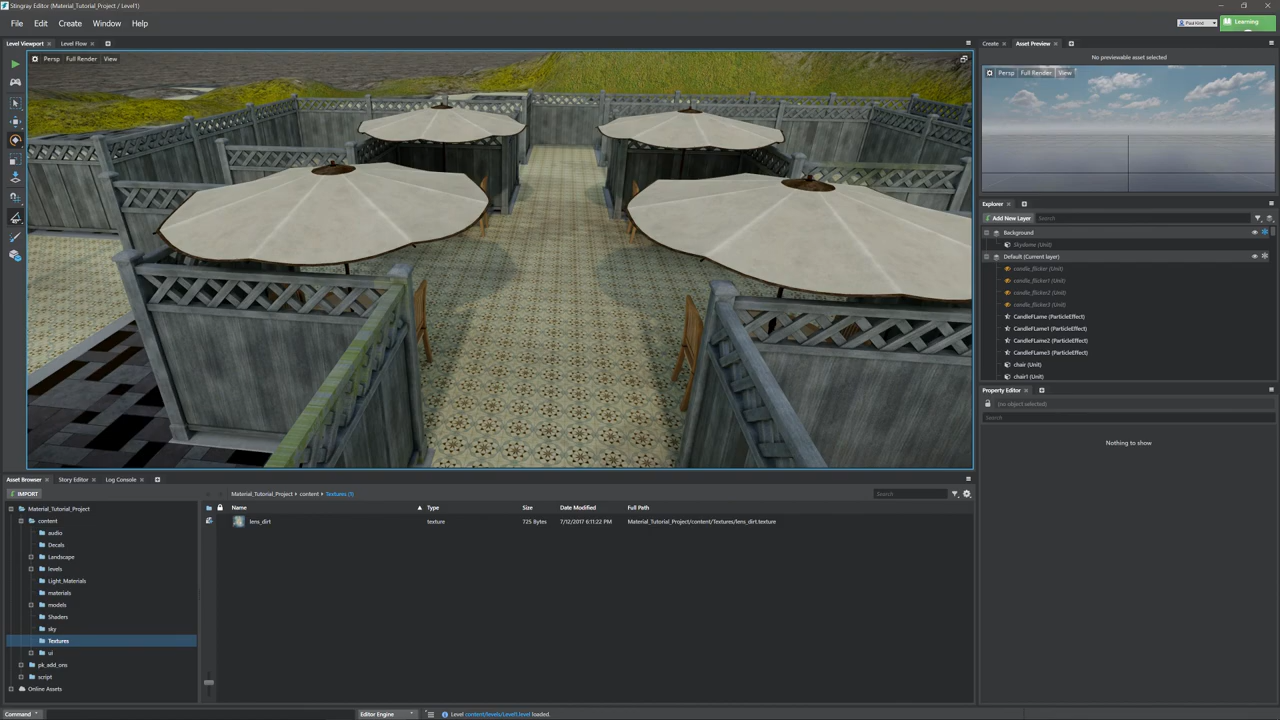 Stingray Editor (Material_Tutorial_Project / Level1)
File Edit Create Window Help
Paul Kind
Learning
Level Viewport
Level Flow
Persp Full Render View
Create
Asset Preview
No previewable asset selected
Persp Full Render View
Explorer
Add New Layer
Search
Background
Skydome (Unit)
Default (Current layer)
candle_flicker (Unit)
candle_flicker1 (Unit)
candle_flicker2 (Unit)
candle_flicker3 (Unit)
CandleFLame (ParticleEffect)
CandleFLame1 (ParticleEffect)
CandleFLame2 (ParticleEffect)
CandleFLame3 (ParticleEffect)
chair (Unit)
chair1 (Unit)
Property Editor
(no object selected)
Search
Nothing to show
Asset Browser
Story Editor
Log Console
IMPORT
Material_Tutorial_Project
content
audio
Decals
Landscape
levels
Light_Materials
materials
models
Shaders
sky
Textures
ui
pk_add_ons
script
Online Assets
Material_Tutorial_Project content Textures (1)
Search
Name Type Size Date Modified Full Path
lens_dirt texture 725 Bytes 7/12/2017 6:11:22 PM Material_Tutorial_Project/content/Textures/lens_dirt.texture
Command
Editor Engine
Level content/levels/Level1.level loaded.